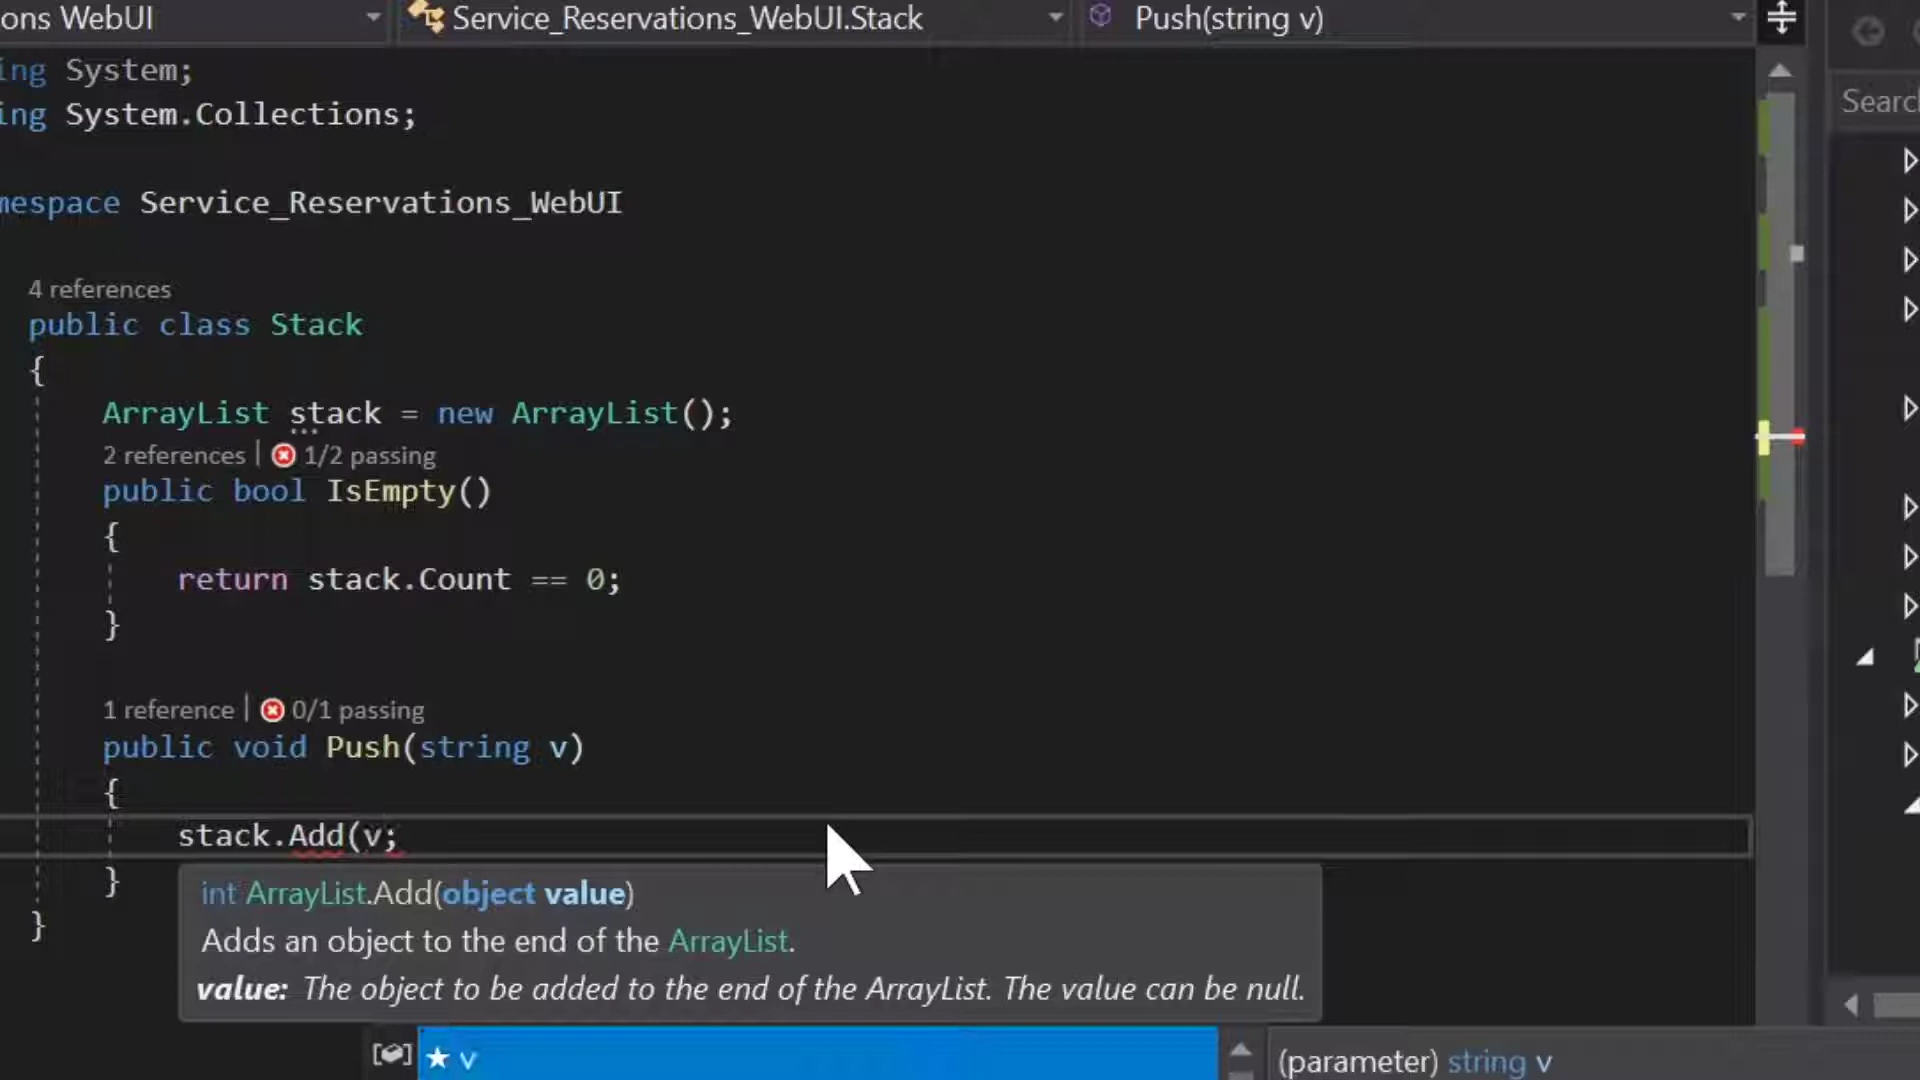 ons WebUI Service_Reservations_WebUI.Stack Push(string v)
ing System;
ing System.Collections;
Searc
mespace Service_Reservations_WebUI
4 references
public class Stack
{
ArrayList stack = new ArrayList();
2 references | 1/2 passing
public bool IsEmpty()
{
return stack.Count == 0;
}
1 reference | 0/1 passing
public void Push(string v)
{
stack.Add(v;
}
}
int ArrayList.Add(object value)
Adds an object to the end of the ArrayList.
value: The object to be added to the end of the ArrayList. The value can be null.
★ v (parameter) string v